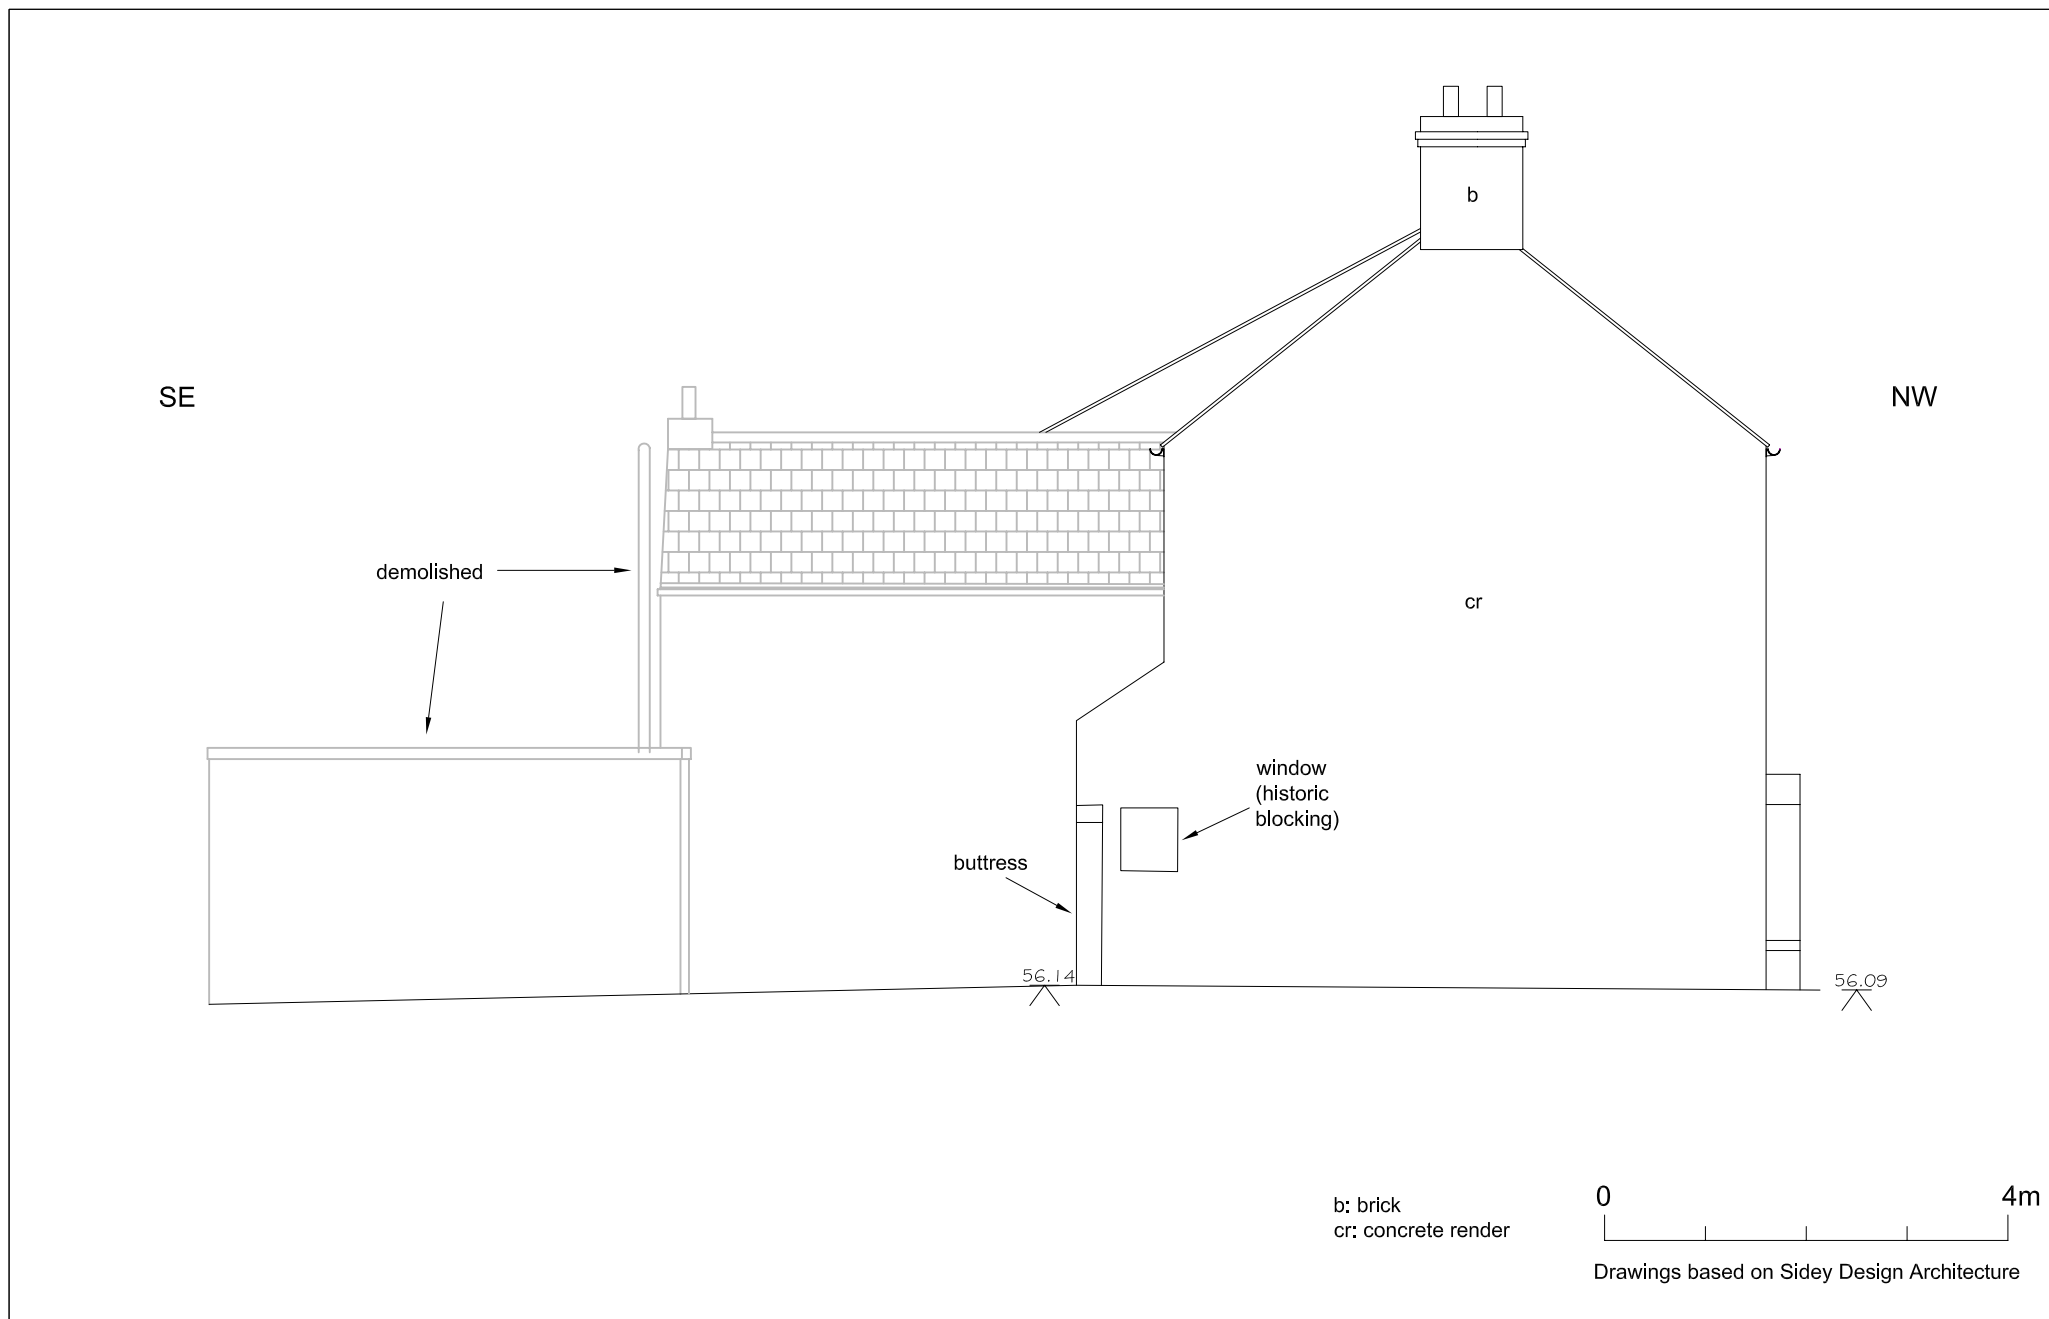 b
SE
NW
demolished
cr
window
(historic
blocking)
buttress
56.14
56.09
b: brick
cr: concrete render
0
4m
Drawings based on Sidey Design Architecture